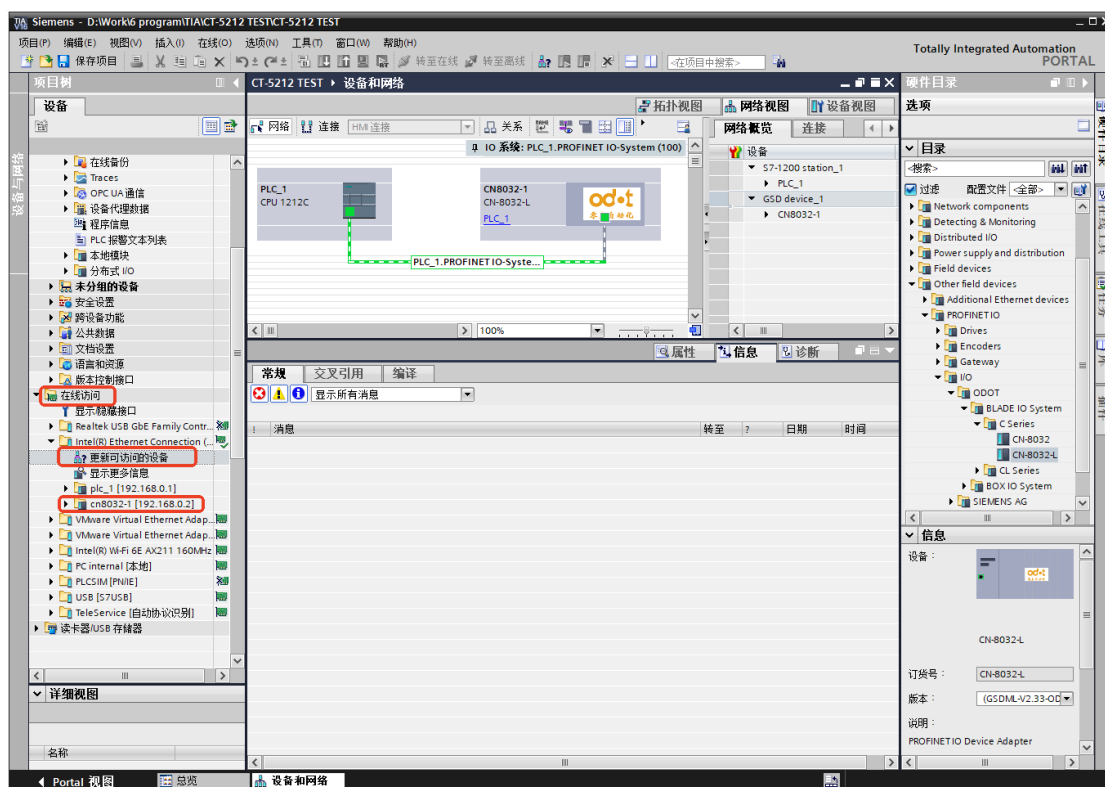 Siemens - D:\Work\6 program\TIA\CT-5212 TEST\CT-5212 TEST
项目(P) 编辑(E) 视图(V) 插入(I) 在线(O) 选项(N) 工具(T) 窗口(W) 帮助(H)
Totally Integrated Automation
PORTAL
保存项目 转至在线 转至离线 <在项目中搜索>
项目树
设备
设备与网络
在线备份
Traces
OPC UA 通信
设备代理数据
程序信息
PLC 报警文本列表
本地模块
分布式 I/O
未分组的设备
安全设置
跨设备功能
公共数据
文档设置
语言和资源
版本控制接口
在线访问
显示/隐藏接口
Realtek USB GbE Family Contr...
Intel(R) Ethernet Connection (...
更新可访问的设备
显示更多信息
plc_1 [192.168.0.1]
cn8032-1 [192.168.0.2]
VMware Virtual Ethernet Adap...
VMware Virtual Ethernet Adap...
Intel(R) Wi-Fi 6E AX211 160MHz
PC internal [本地]
PLCSIM [PN/IE]
USB [S7USB]
TeleService [自动协议识别]
读卡器/USB 存储器
详细视图
名称
CT-5212 TEST 设备和网络
拓扑视图 网络视图 设备视图
网络 连接 HMI 连接 关系
IO 系统: PLC_1.PROFINET IO-System (100)
PLC_1
CPU 1212C
CN8032-1
CN-8032-L
PLC_1
odot
PLC_1.PROFINET IO-Syste...
100%
网络概览 连接
设备
S7-1200 station_1
PLC_1
GSD device_1
CN8032-1
属性 信息 诊断
常规 交叉引用 编译
显示所有消息
! 消息 转至 ? 日期 时间
硬件目录
选项
目录
<搜索>
过滤 配置文件 <全部>
Network components
Detecting & Monitoring
Distributed I/O
Power supply and distribution
Field devices
Other field devices
Additional Ethernet devices
PROFINET IO
Drives
Encoders
Gateway
I/O
ODOT
BLADE IO System
C Series
CN-8032
CN-8032-L
CL Series
BOX IO System
SIEMENS AG
信息
设备:
odot
CN-8032-L
订货号: CN-8032-L
版本: (GSDML-V2.33-OD
说明:
PROFINET IO Device Adapter
Portal 视图 总览 设备和网络